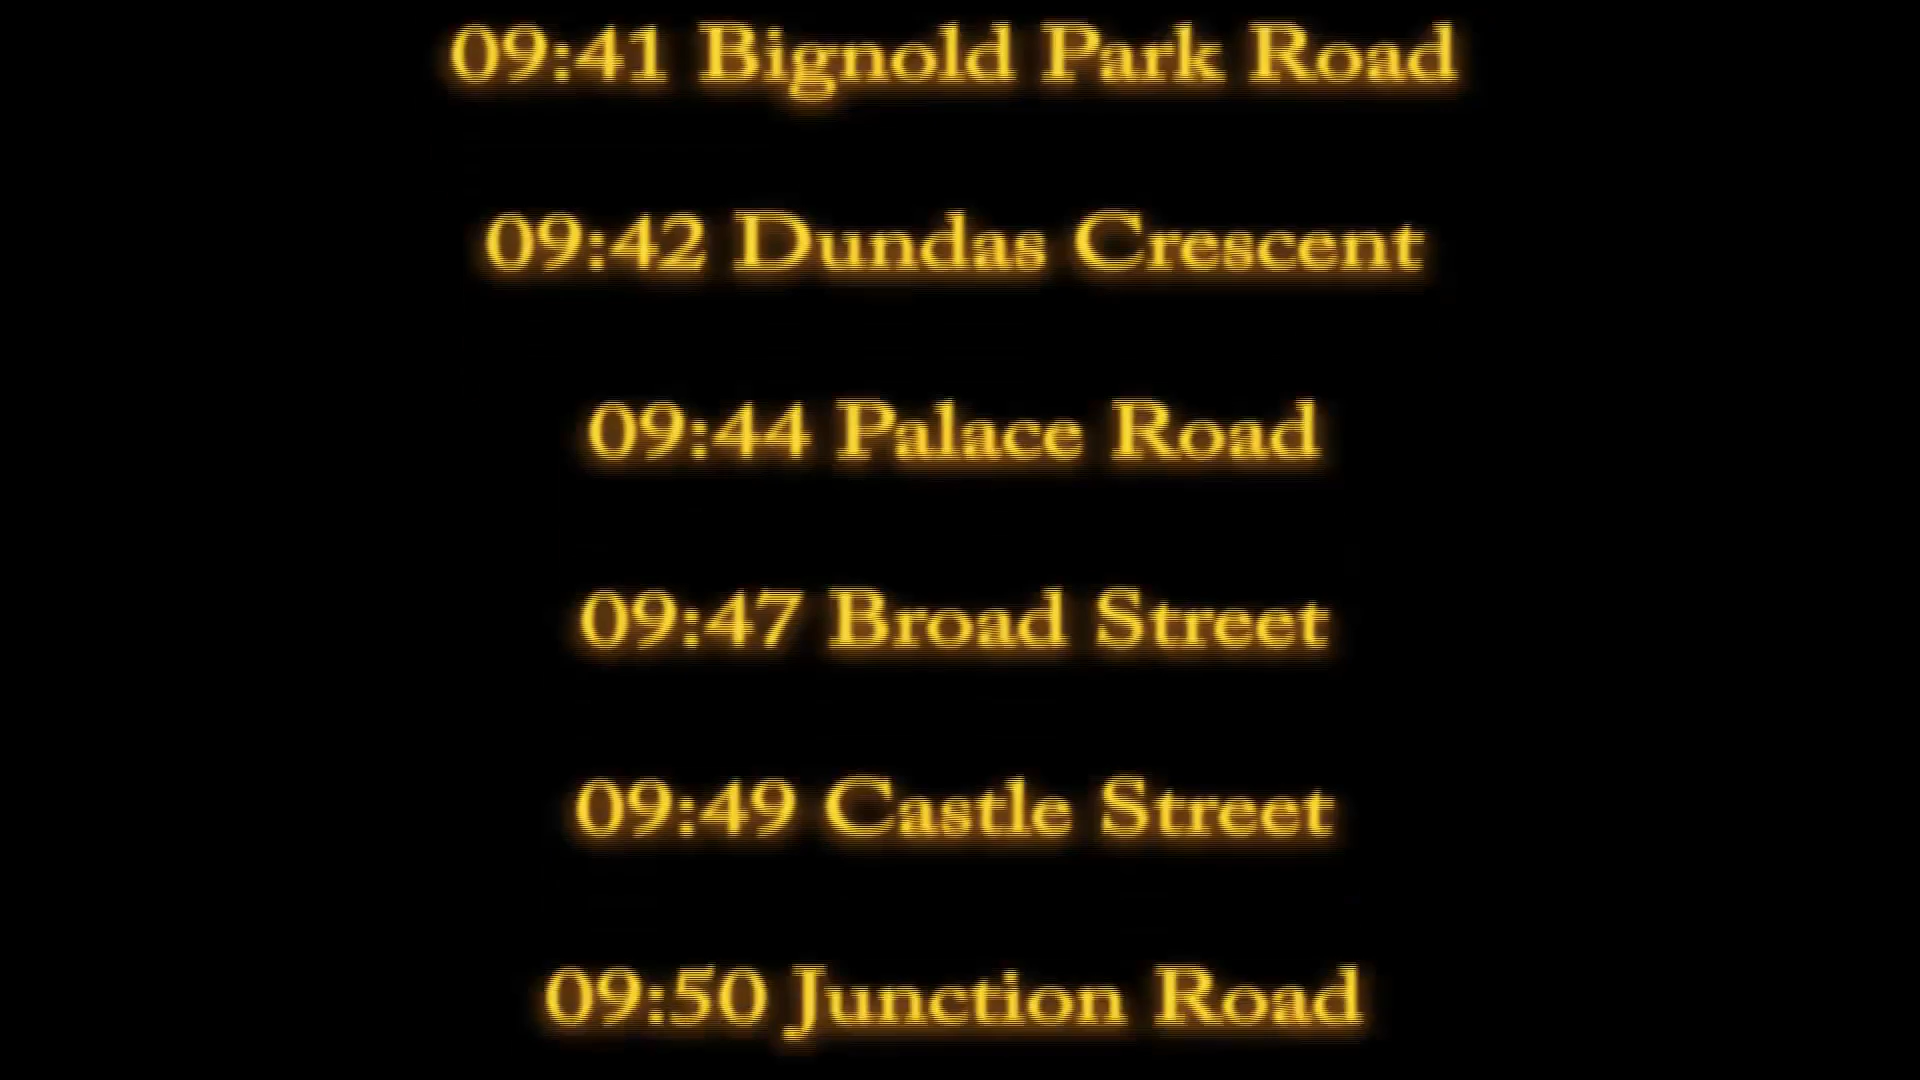 09:41 Bignold Park Road
09:42 Dundas Crescent
09:44 Palace Road
09:47 Broad Street
09:49 Castle Street
09:50 Junction Road